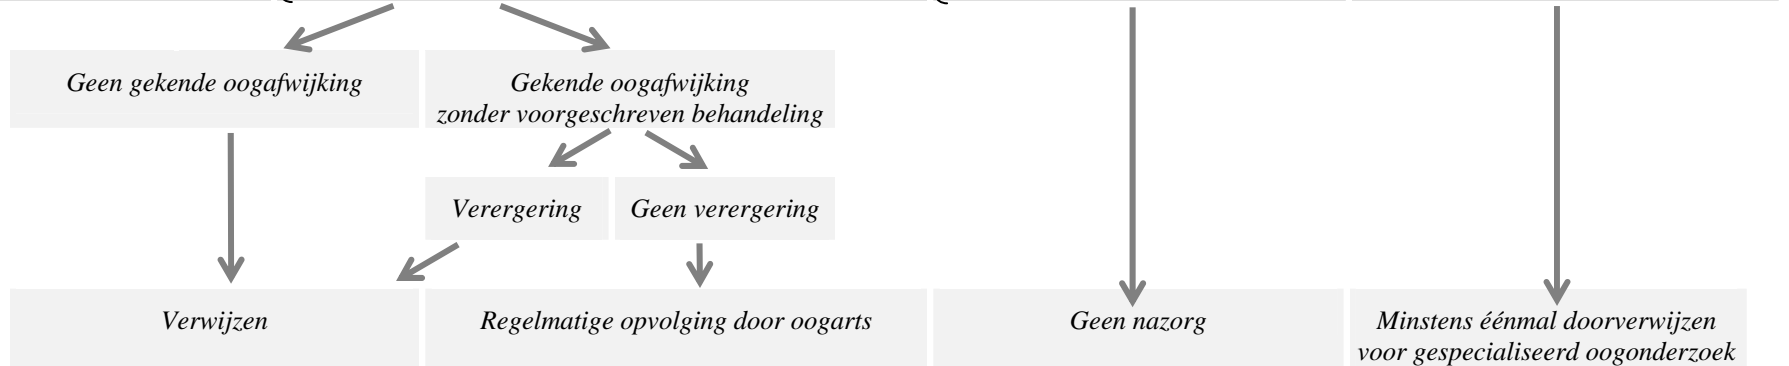 Geen gekende oogafwijking
Gekende oogafwijking
zonder voorgeschreven behandeling
Verergering
Geen verergering
Verwijzen
Regelmatige opvolging door oogarts
Geen nazorg
Minstens éénmaal doorverwijzen
voor gespecialiseerd oogonderzoek